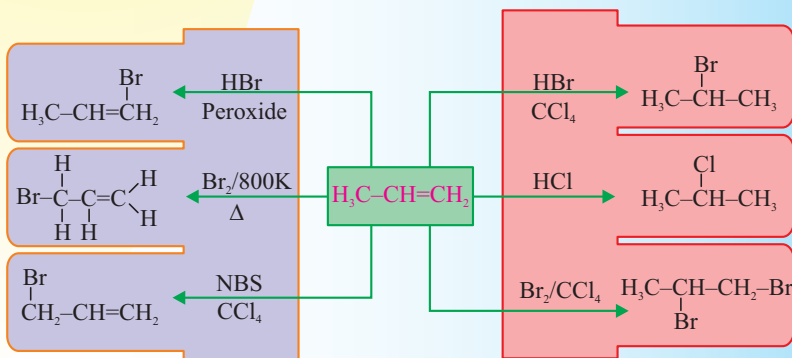 Br
H₃C–CH=CH₂
HBr
Peroxide
H
H
Br–C–C=C
H
H H
Br₂/800K
Δ
Br
CH₂–CH=CH₂
NBS
CCl₄
H₃C–CH=CH₂
HBr
CCl₄
Br
H₃C–CH–CH₃
HCl
Cl
H₃C–CH–CH₃
Br₂/CCl₄
H₃C–CH–CH₂–Br
Br